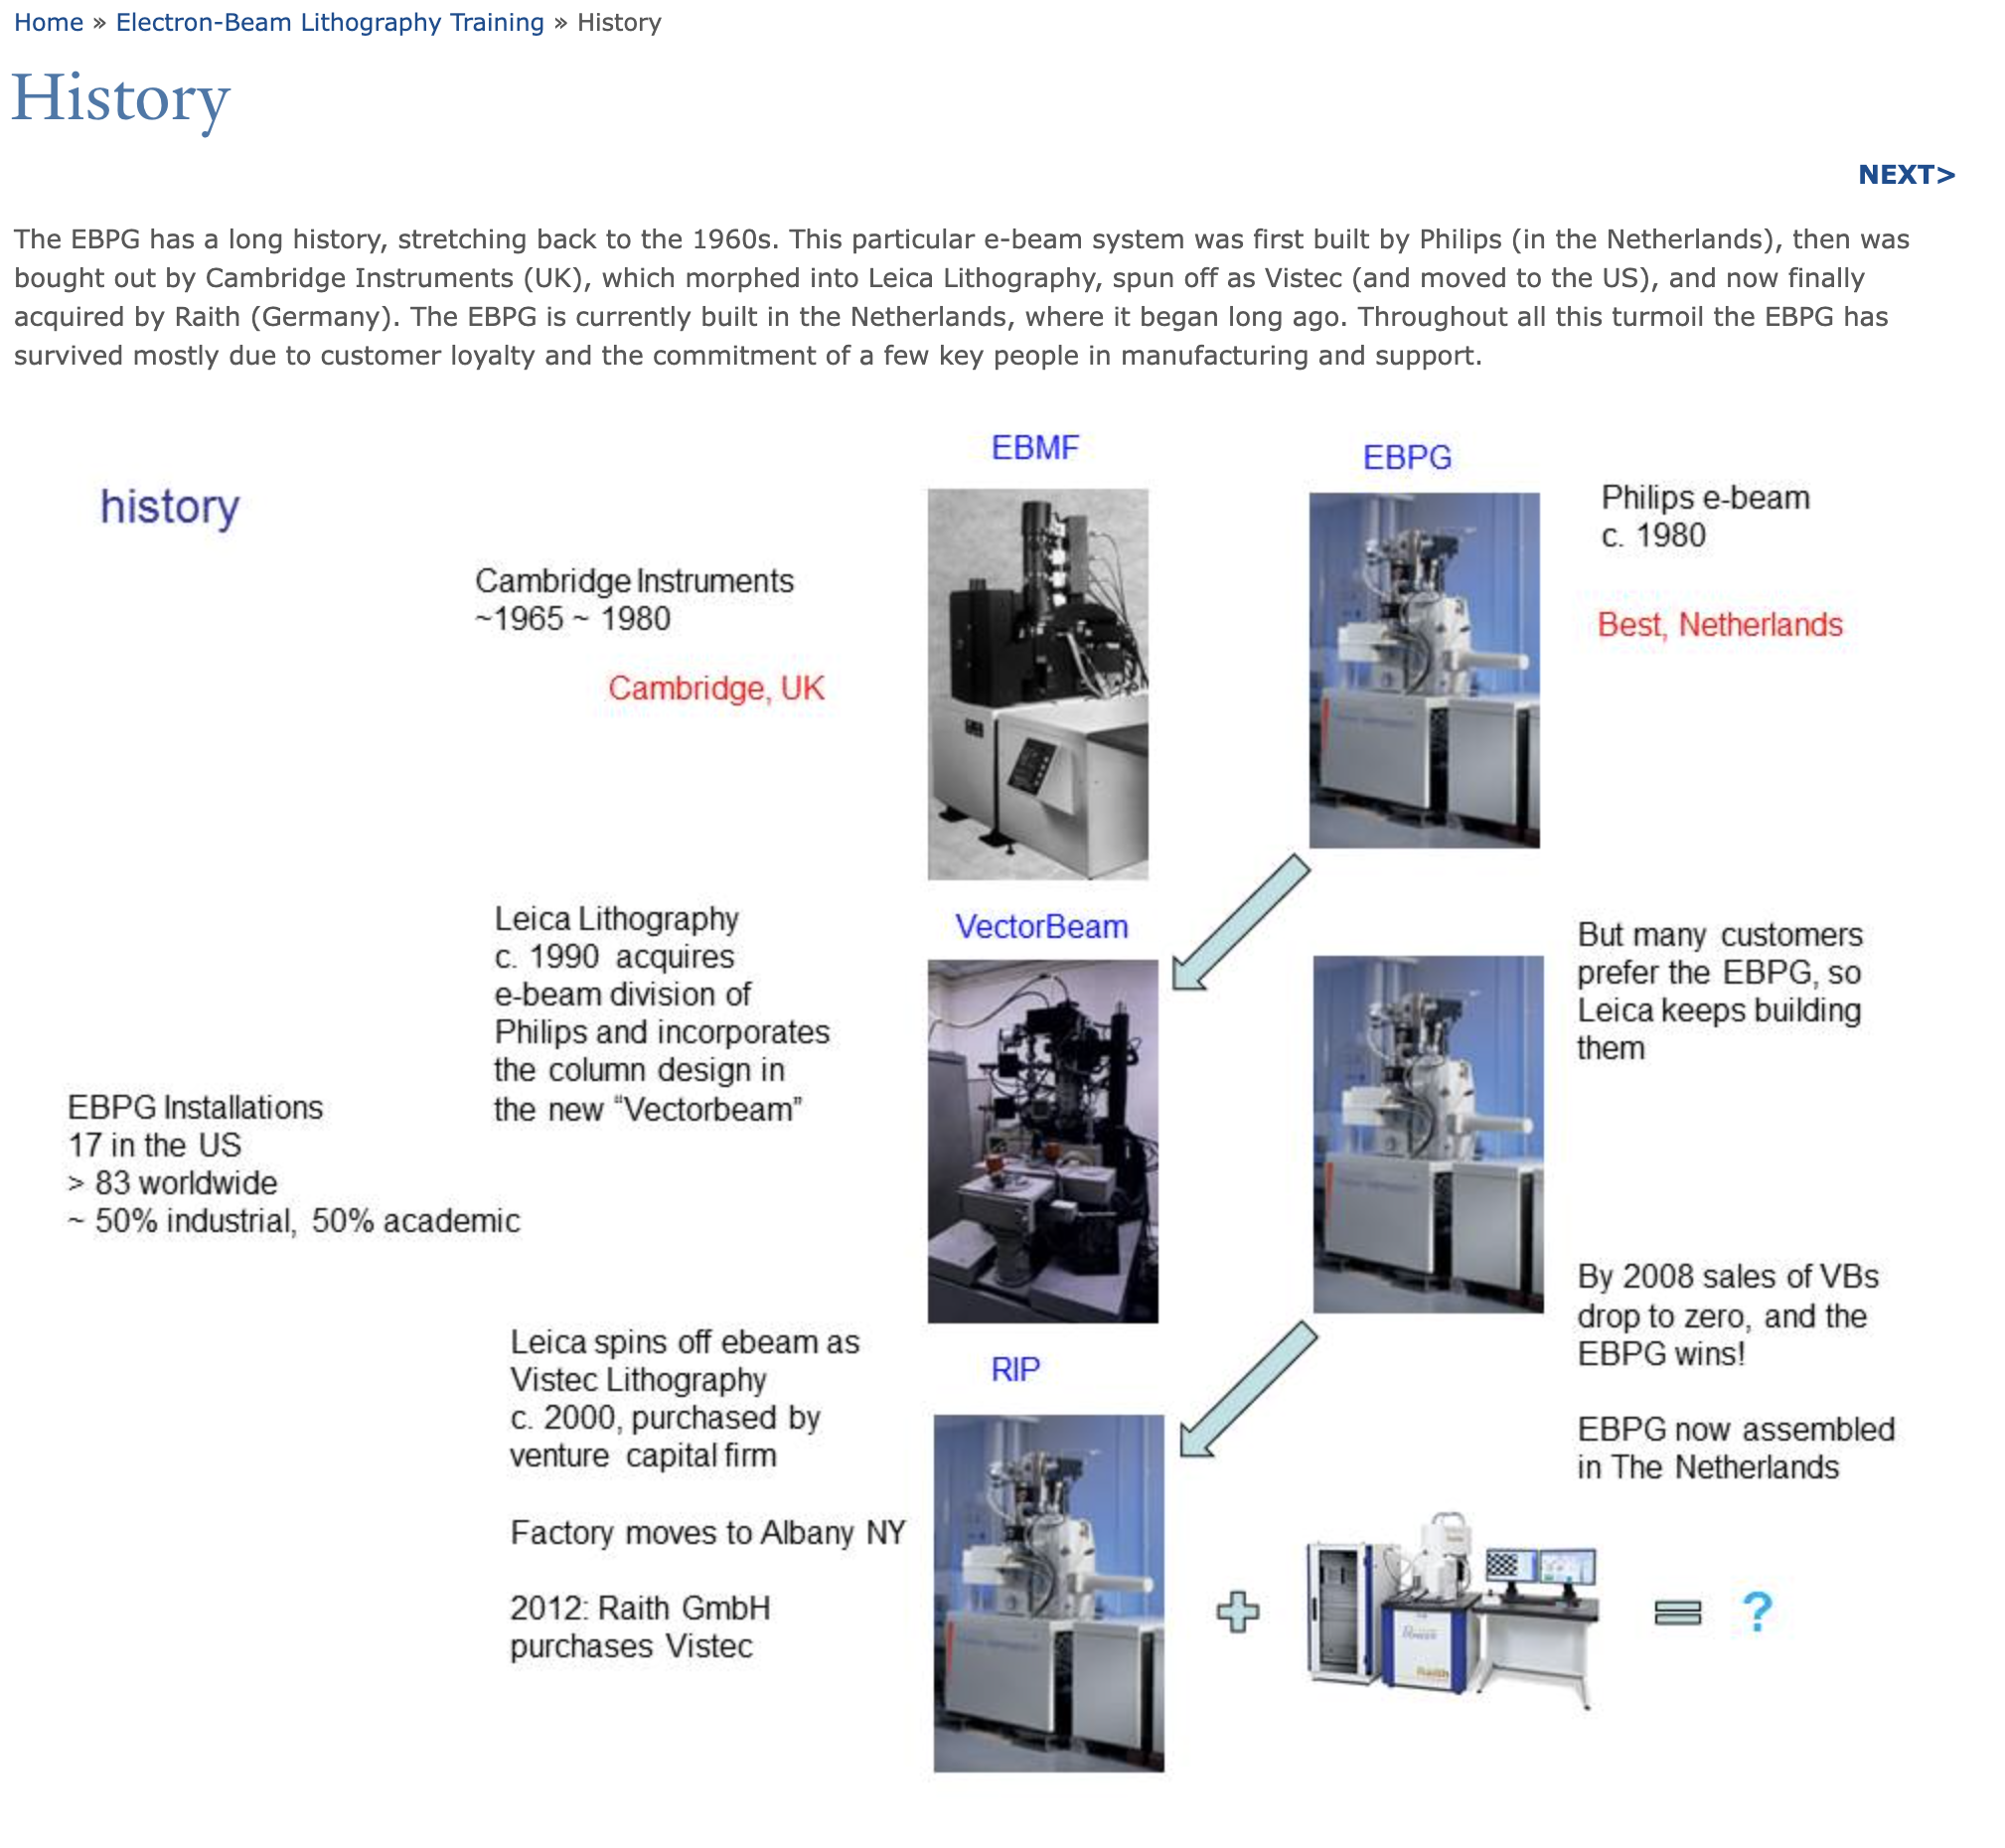 Home » Electron-Beam Lithography Training » History
History
NEXT>
The EBPG has a long history, stretching back to the 1960s. This particular e-beam system was first built by Philips (in the Netherlands), then was
bought out by Cambridge Instruments (UK), which morphed into Leica Lithography, spun off as Vistec (and moved to the US), and now finally
acquired by Raith (Germany). The EBPG is currently built in the Netherlands, where it began long ago. Throughout all this turmoil the EBPG has
survived mostly due to customer loyalty and the commitment of a few key people in manufacturing and support.
history
EBMF
EBPG
Cambridge Instruments
~1965 ~ 1980
Cambridge, UK
Philips e-beam
c. 1980
Best, Netherlands
Leica Lithography
c. 1990 acquires
e-beam division of
Philips and incorporates
the column design in
the new “Vectorbeam”
VectorBeam
But many customers
prefer the EBPG, so
Leica keeps building
them
EBPG Installations
17 in the US
> 83 worldwide
~ 50% industrial, 50% academic
By 2008 sales of VBs
drop to zero, and the
EBPG wins!
EBPG now assembled
in The Netherlands
Leica spins off ebeam as
Vistec Lithography
c. 2000, purchased by
venture capital firm
Factory moves to Albany NY
2012: Raith GmbH
purchases Vistec
RIP
+
Raith
= ?